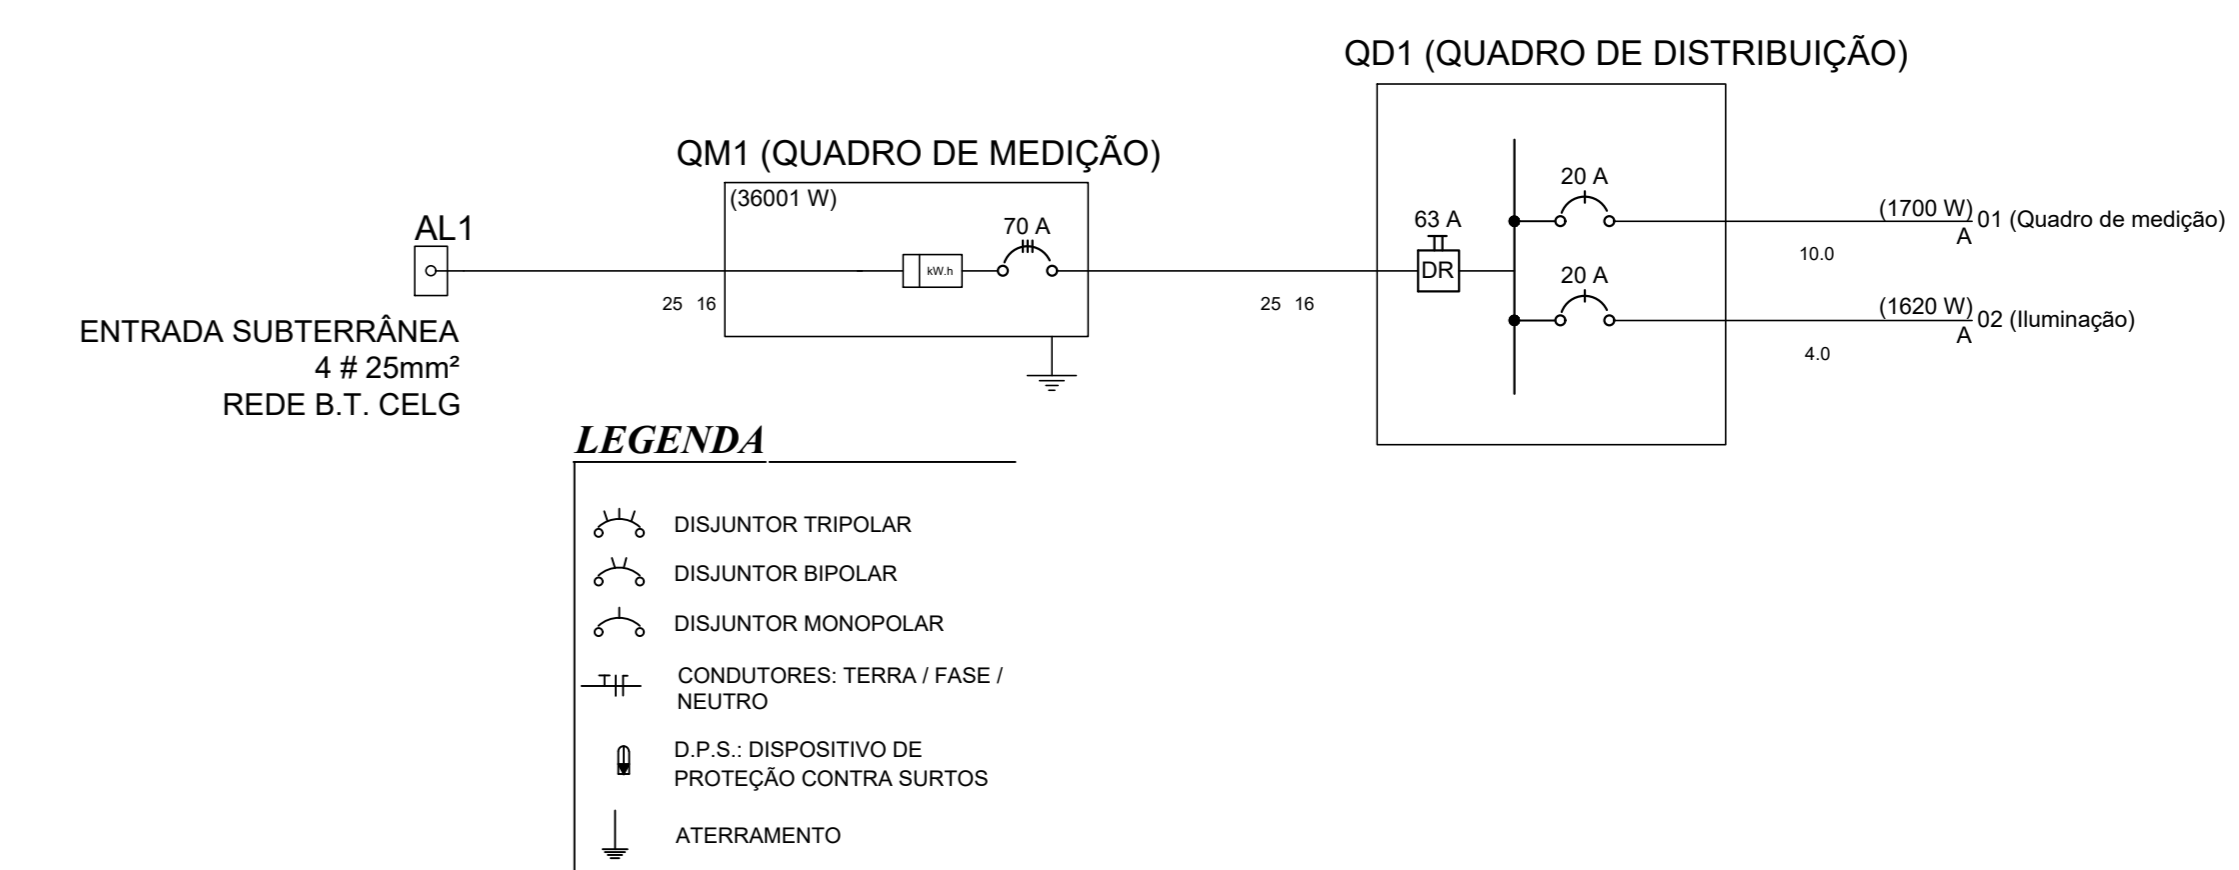 QD1 (QUADRO DE DISTRIBUIÇÃO)
QM1 (QUADRO DE MEDIÇÃO)
(36001 W)
AL1
kW.h
70 A
25 16
25 16
63 A
DR
20 A
20 A
(1700 W)
A
01 (Quadro de medição)
10.0
(1620 W)
A
02 (Iluminação)
4.0
ENTRADA SUBTERRÂNEA
4 # 25mm²
REDE B.T. CELG
LEGENDA
DISJUNTOR TRIPOLAR
DISJUNTOR BIPOLAR
DISJUNTOR MONOPOLAR
CONDUTORES: TERRA / FASE /
NEUTRO
D.P.S.: DISPOSITIVO DE
PROTEÇÃO CONTRA SURTOS
ATERRAMENTO